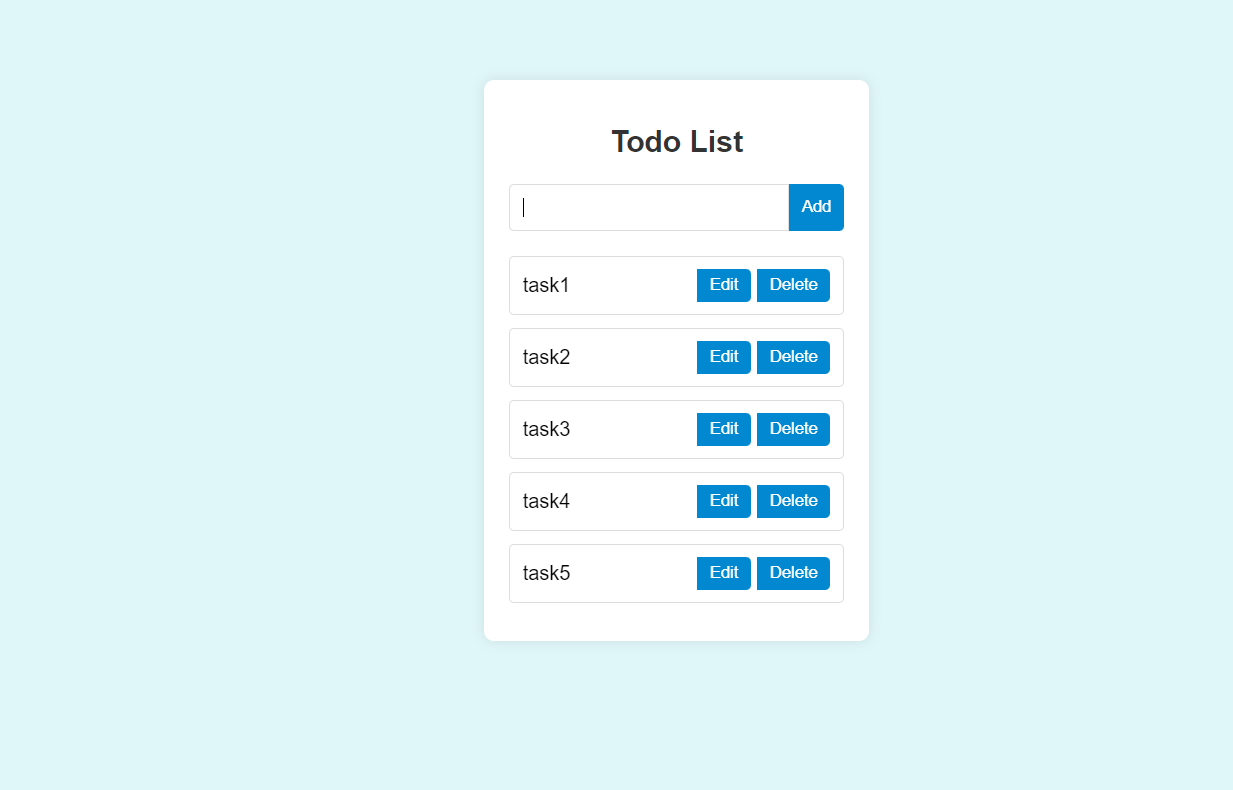 Todo List
Add
task1 Edit Delete
task2 Edit Delete
task3 Edit Delete
task4 Edit Delete
task5 Edit Delete